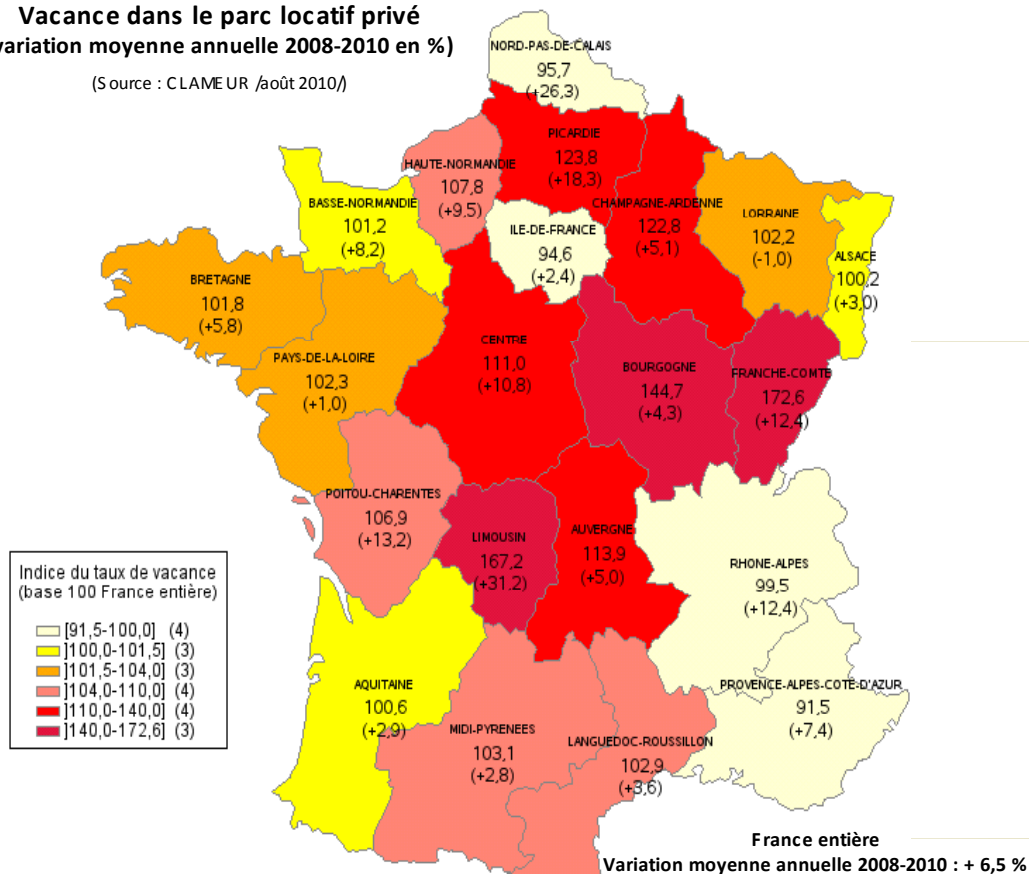 Vacance dans le parc locatif privé
variation moyenne annuelle 2008-2010 en %)
(Source : CLAMEUR /août 2010/)
NORD-PAS-DE-CALAIS
95,7
(+26,3)
PICARDIE
123,8
(+18,3)
HAUTE-NORMANDIE
107,8
(+9,5)
BASSE-NORMANDIE
101,2
(+8,2)
ILE-DE-FRANCE
94,6
(+2,4)
CHAMPAGNE-ARDENNE
122,8
(+5,1)
LORRAINE
102,2
(-1,0)
ALSACE
100,2
(+3,0)
BRETAGNE
101,8
(+5,8)
PAYS-DE-LA-LOIRE
102,3
(+1,0)
CENTRE
111,0
(+10,8)
BOURGOGNE
144,7
(+4,3)
FRANCHE-COMTE
172,6
(+12,4)
POITOU-CHARENTES
106,9
(+13,2)
LIMOUSIN
167,2
(+31,2)
AUVERGNE
113,9
(+5,0)
RHONE-ALPES
99,5
(+12,4)
AQUITAINE
100,6
(+2,9)
MIDI-PYRENEES
103,1
(+2,8)
LANGUEDOC-ROUSSILLON
102,9
(+3,6)
PROVENCE-ALPES-COTE-D'AZUR
91,5
(+7,4)
Indice du taux de vacance
(base 100 France entière)
[91,5-100,0] (4)
]100,0-101,5] (3)
]101,5-104,0] (3)
]104,0-110,0] (4)
]110,0-140,0] (4)
]140,0-172,6] (3)
France entière
Variation moyenne annuelle 2008-2010 : + 6,5 %